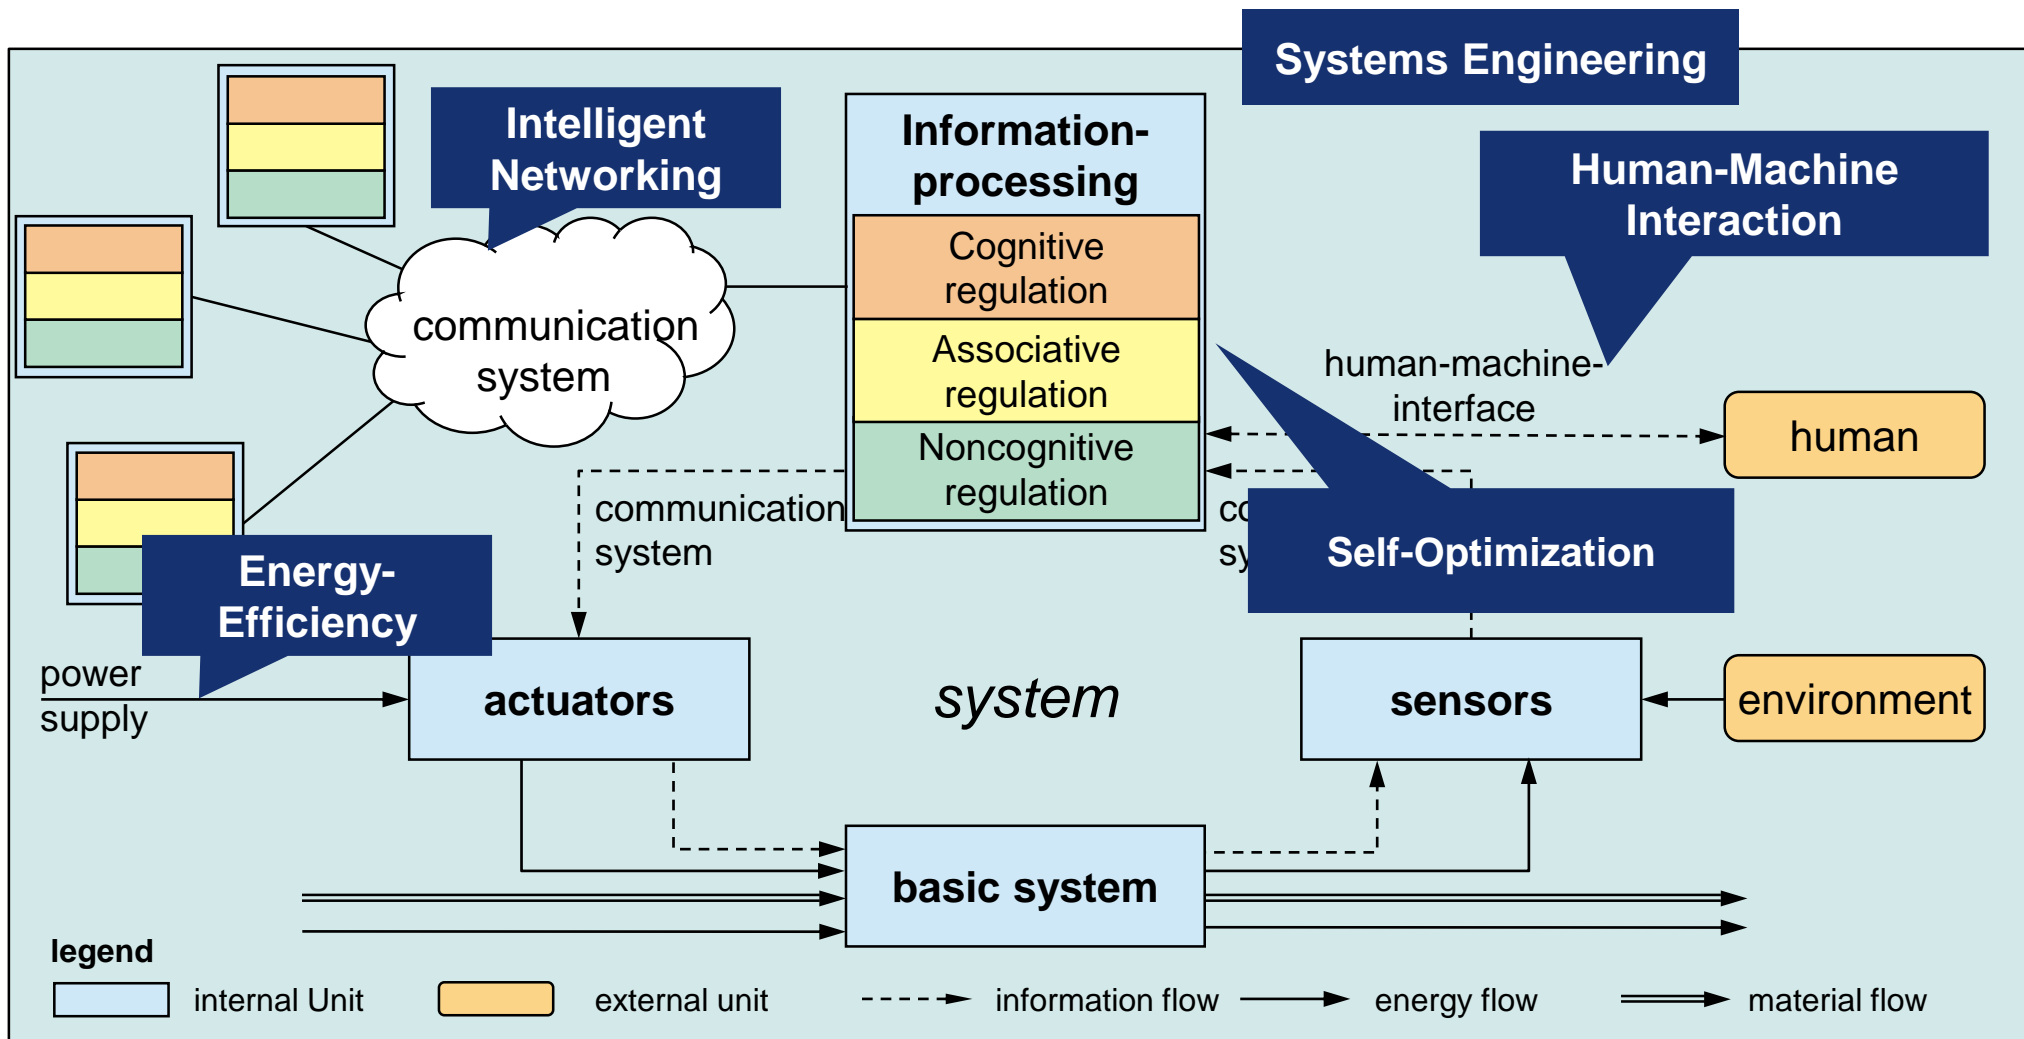 Systems Engineering
Intelligent
Networking
Information-
processing
Human-Machine
Interaction
Cognitive
regulation
communication
system
Associative
regulation
human-machine-
interface
human
Noncognitive
regulation
communication
system
Self-Optimization
Energy-
Efficiency
power
supply
actuators
system
sensors
environment
basic system
legend
internal Unit
external unit
information flow
energy flow
material flow